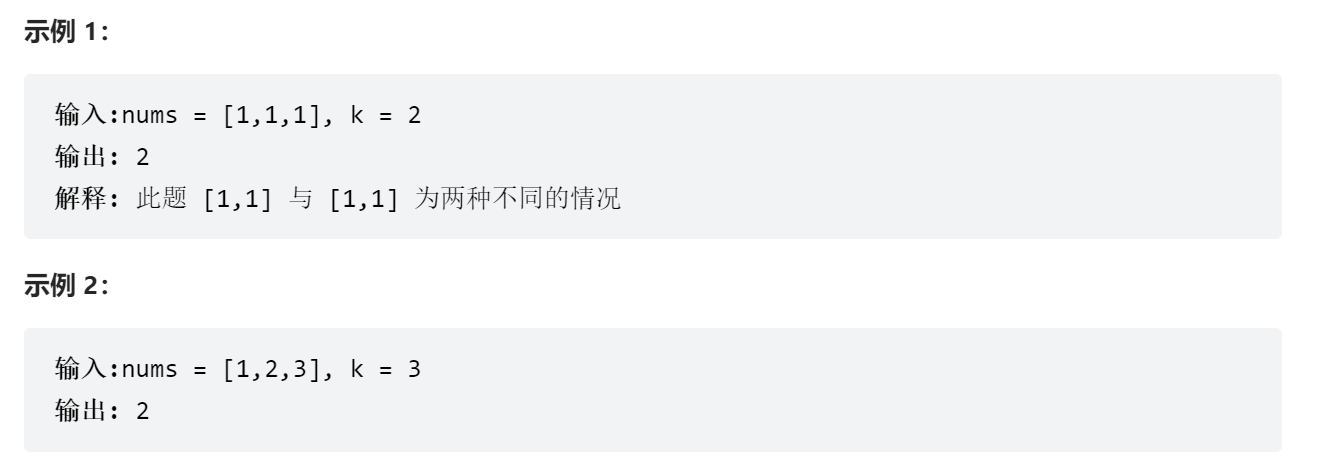 示例 1：
输入:nums = [1,1,1], k = 2
输出: 2
解释: 此题 [1,1] 与 [1,1] 为两种不同的情况
示例 2：
输入:nums = [1,2,3], k = 3
输出: 2